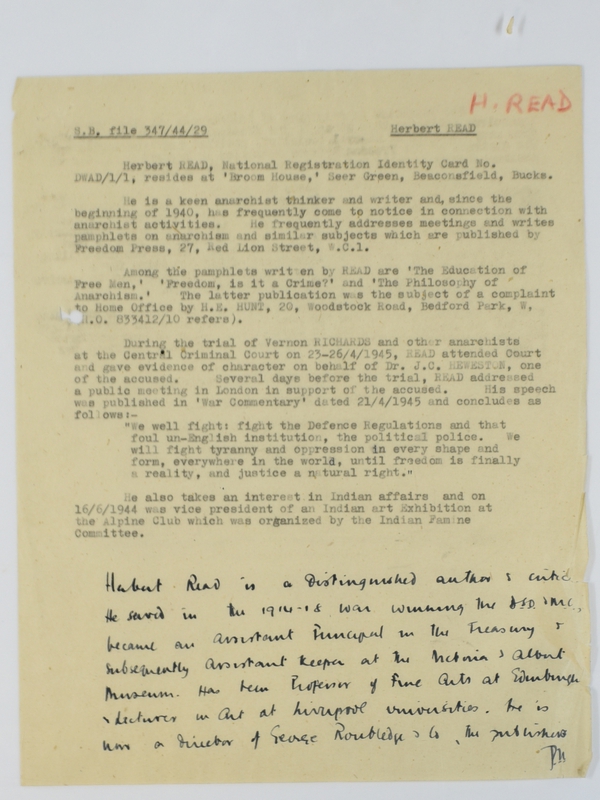 H. READ
S.B. file 347/44/29 Herbert READ
Herbert READ, National Registration Identity Card No.
DWAD/1/1, resides at 'Broom House,' Seer Green, Beaconsfield, Bucks.
He is a keen anarchist thinker and writer and, since the
beginning of 1940, has frequently come to notice in connection with
anarchist activities. He frequently addresses meetings and writes
pamphlets on anarchism and similar subjects which are published by
Freedom Press, 27, Red Lion Street, W.C.1.
Among the pamphlets written by READ are 'The Education of
Free Men,' 'Freedom, is it a Crime?' and 'The Philosophy of
Anarchism.' The latter publication was the subject of a complaint
to Home Office by H.E. HUNT, 20, Woodstock Road, Bedford Park, W.
H.O. 833412/10 refers).
During the trial of Vernon RICHARDS and other anarchists
at the Central Criminal Court on 23-26/4/1945, READ attended Court
and gave evidence of character on behalf of Dr. J.C. HEWESTON, one
of the accused. Several days before the trial, READ addressed
a public meeting in London in support of the accused. His speech
was published in 'War Commentary' dated 21/4/1945 and concludes as
follows:-
"We well fight: fight the Defence Regulations and that
foul un-English institution, the political police. We
will fight tyranny and oppression in every shape and
form, everywhere in the world, until freedom is finally
a reality, and justice a natural right."
He also takes an interest in Indian affairs and on
16/6/1944 was vice president of an Indian art Exhibition at
the Alpine Club which was organized by the Indian Famine
Committee.
Herbert Read is a distinguished author & critic.
He served in the 1914-18 war winning the DSO & MC,
became an Assistant Principal in the Treasury &
subsequently Assistant Keeper at the Victoria & Albert
Museum. Has been Professor of Fine Arts at Edinburgh
& Lecturer in Art at Liverpool Universities. He is
now a director of George Routledge & Co, the publishers